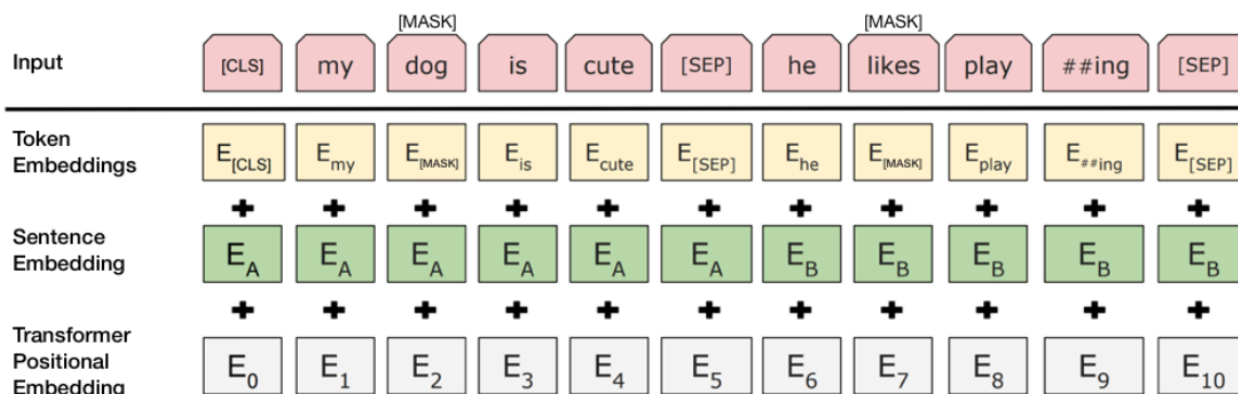 [MASK] [MASK]
Input [CLS] my dog is cute [SEP] he likes play ##ing [SEP]
Token
Embeddings
E[CLS] Emy E[MASK] Eis Ecute E[SEP] Ehe E[MASK] Eplay E##ing E[SEP]
+ + + + + + + + + + +
Sentence
Embedding
EA EA EA EA EA EA EB EB EB EB EB
+ + + + + + + + + + +
Transformer
Positional
Embedding
E0 E1 E2 E3 E4 E5 E6 E7 E8 E9 E10